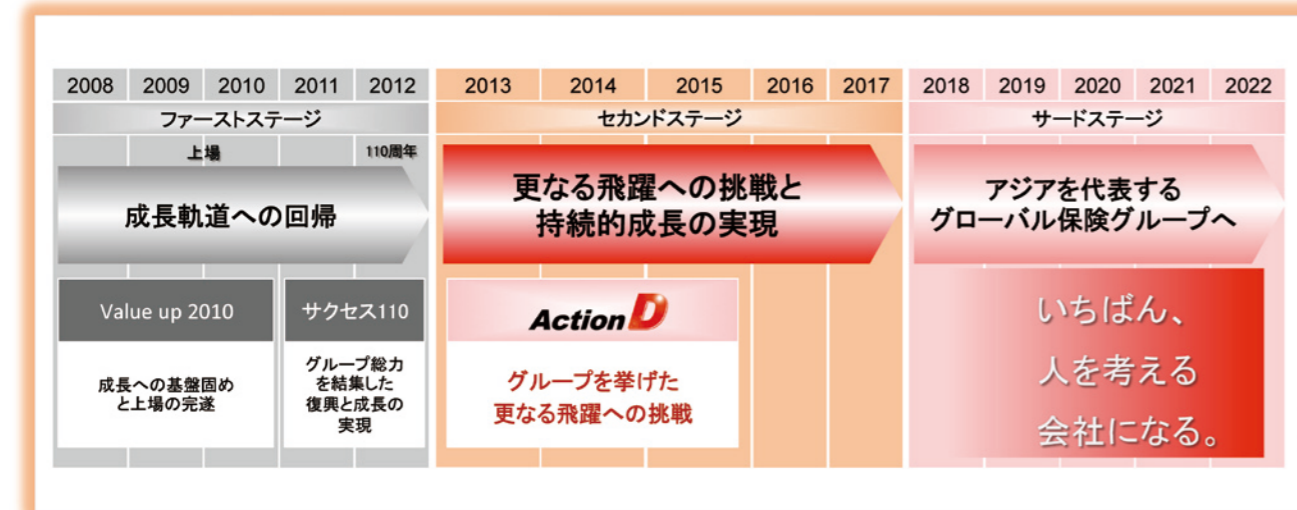 2008 2009 2010 2011 2012 2013 2014 2015 2016 2017 2018 2019 2020 2021 2022
ファーストステージ
セカンドステージ
サードステージ
上場
110周年
成長軌道への回帰
更なる飛躍への挑戦と
持続的成長の実現
アジアを代表する
グローバル保険グループへ
Value up 2010
成長への基盤固め
と上場の完遂
サクセス110
グループ総力
を結集した
復興と成長の
実現
Action D
グループを挙げた
更なる飛躍への挑戦
いちばん、
人を考える
会社になる。